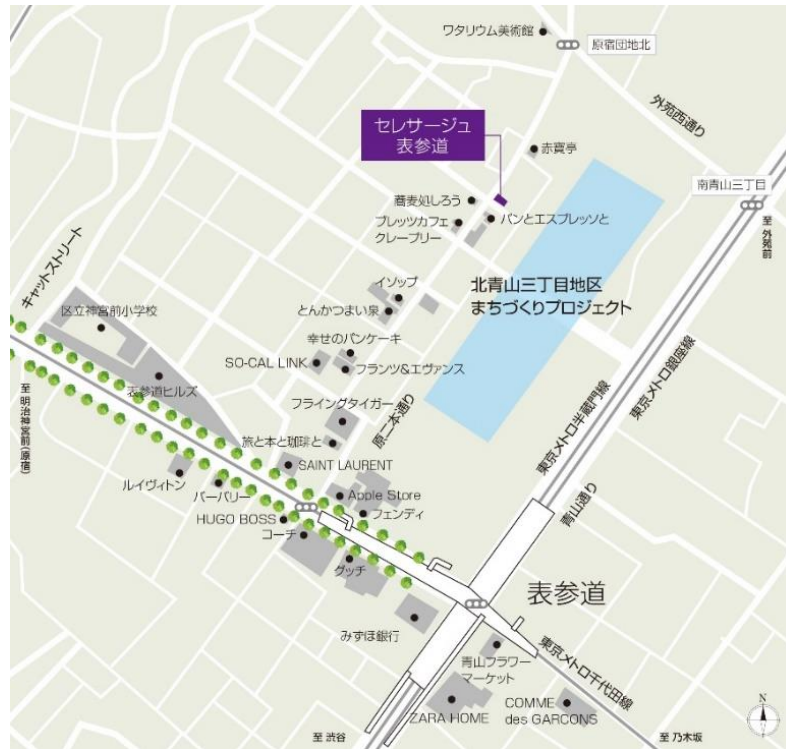 ワタリウム美術館
原宿団地北
外苑西通り
セレサージュ
表参道
赤寶亭
南青山三丁目
至 外苑前
蕎麦処しろう
ブレッツカフェ
クレープリー
パンとエスプレッソと
北青山三丁目地区
まちづくりプロジェクト
キャットストリート
区立神宮前小学校
イソップ
とんかつまい泉
幸せのパンケーキ
SO-CAL LINK
フランツ&エヴァンス
表参道ヒルズ
至 明治神宮前(原宿)
フライングタイガー
原二本通り
旅と本と珈琲と
SAINT LAURENT
東京メトロ半蔵門線
東京メトロ銀座線
青山通り
ルイヴィトン
バーバリー
Apple Store
HUGO BOSS
フェンディ
コーチ
グッチ
表参道
みずほ銀行
青山フラワー
マーケット
東京メトロ千代田線
ZARA HOME
COMME
des GARCONS
至 渋谷
至 乃木坂
N